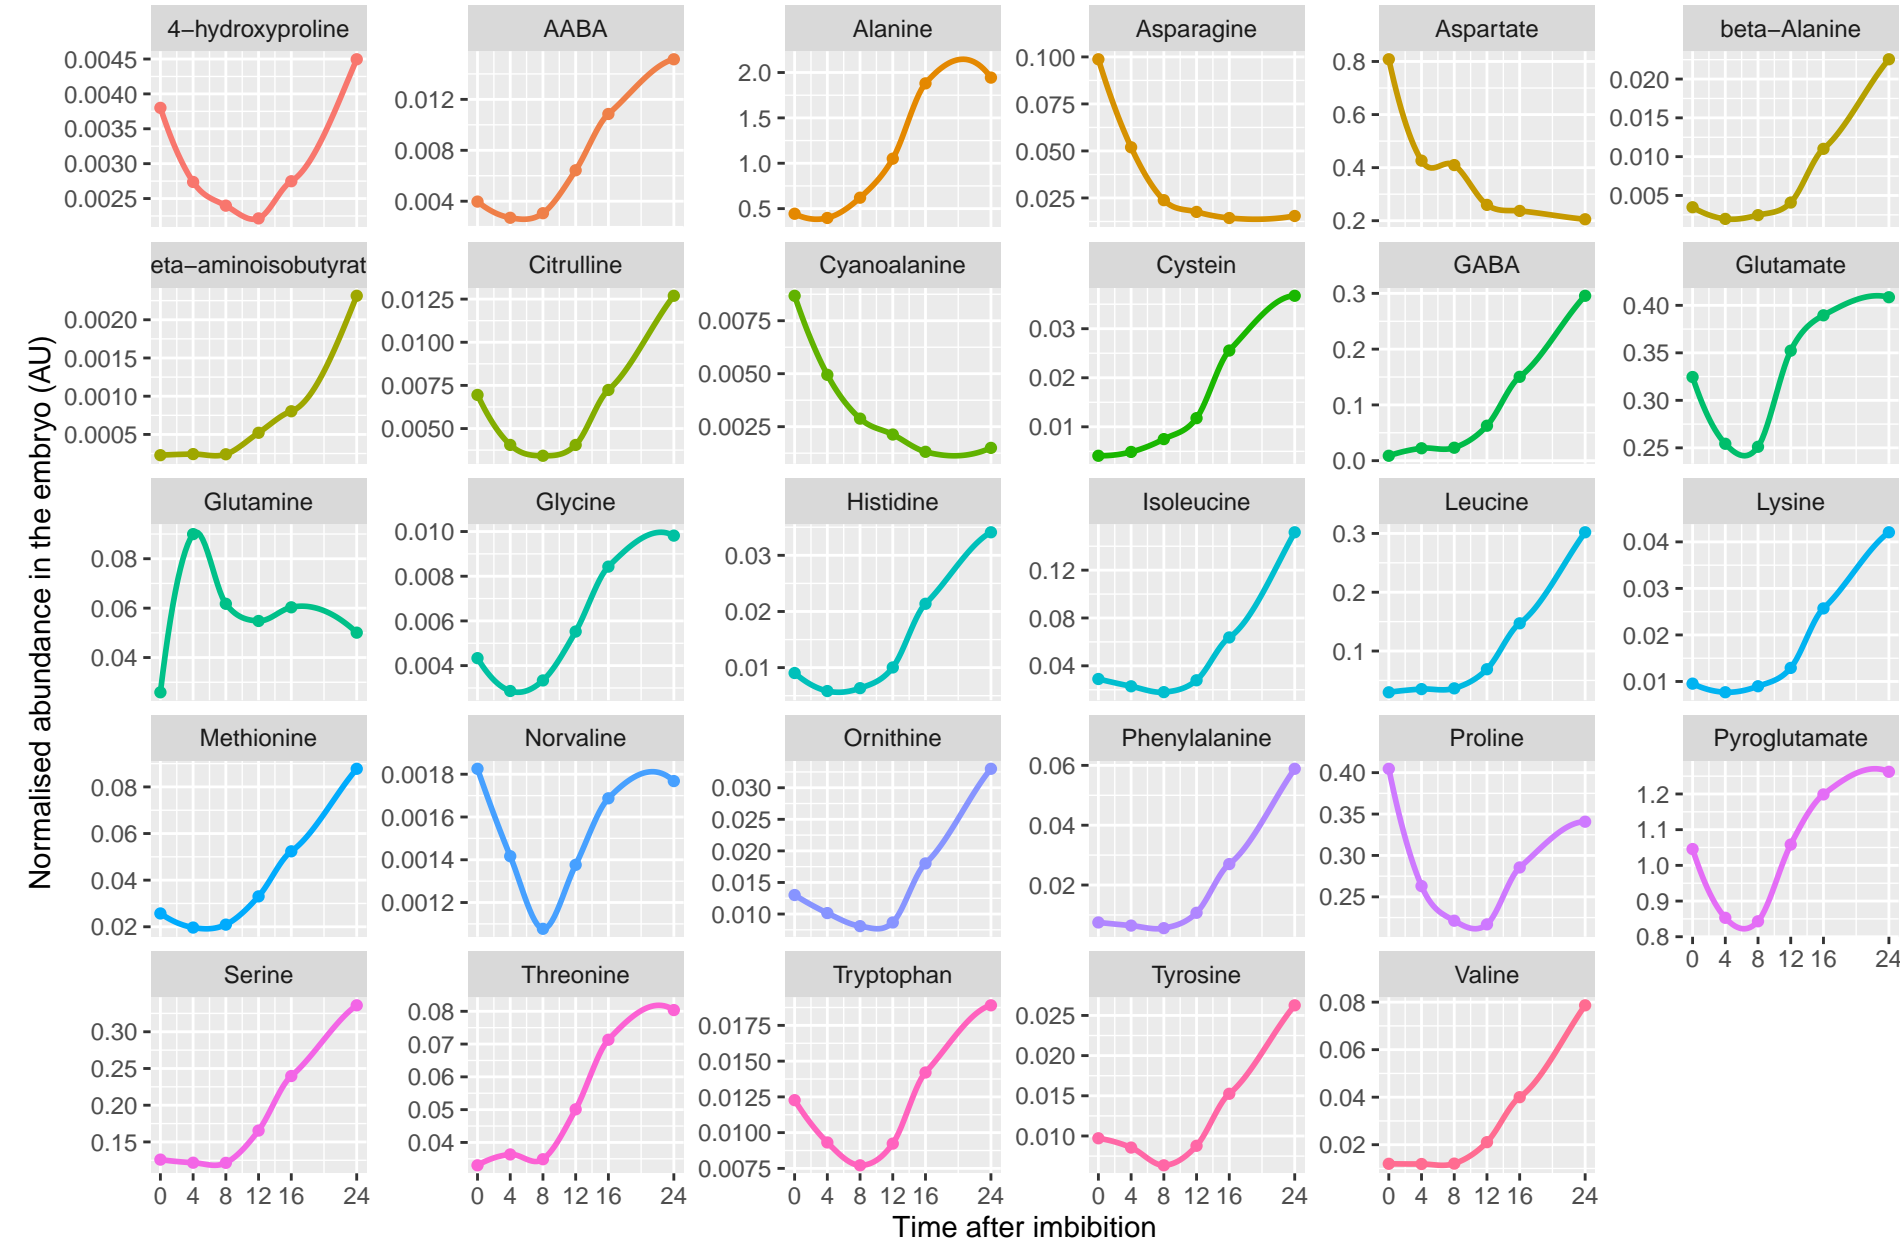 4−hydroxyproline AABA Alanine Asparagine Aspartate beta−Alanine
0.0045 0.0040 0.0035 0.0030 0.0025
0.012 0.008 0.004
2.0 1.5 1.0 0.5
0.100 0.075 0.050 0.025
0.8 0.6 0.4 0.2
0.020 0.015 0.010 0.005
eta−aminoisobutyrat Citrulline Cyanoalanine Cystein GABA Glutamate
0.0020 0.0015 0.0010 0.0005
0.0125 0.0100 0.0075 0.0050
0.0075 0.0050 0.0025
0.03 0.02 0.01
0.3 0.2 0.1 0.0
0.40 0.35 0.30 0.25
Glutamine Glycine Histidine Isoleucine Leucine Lysine
0.08 0.06 0.04
0.010 0.008 0.006 0.004
0.03 0.02 0.01
0.12 0.08 0.04
0.3 0.2 0.1
0.04 0.03 0.02 0.01
Methionine Norvaline Ornithine Phenylalanine Proline Pyroglutamate
0.08 0.06 0.04 0.02
0.0018 0.0016 0.0014 0.0012
0.030 0.025 0.020 0.015 0.010
0.06 0.04 0.02
0.40 0.35 0.30 0.25
1.2 1.1 1.0 0.9 0.8
0 4 8 12 16 24
Serine Threonine Tryptophan Tyrosine Valine
0.30 0.25 0.20 0.15
0.08 0.07 0.06 0.05 0.04
0.0175 0.0150 0.0125 0.0100 0.0075
0.025 0.020 0.015 0.010
0.08 0.06 0.04 0.02
0 4 8 12 16 24
0 4 8 12 16 24
0 4 8 12 16 24
0 4 8 12 16 24
0 4 8 12 16 24
Time after imbibition
Normalised abundance in the embryo (AU)